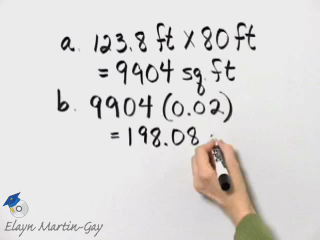 a. 123.8 ft x 80 ft
= 9904 sq. ft
b. 9904 (0.02)
= 198.08
Elayn Martin-Gay